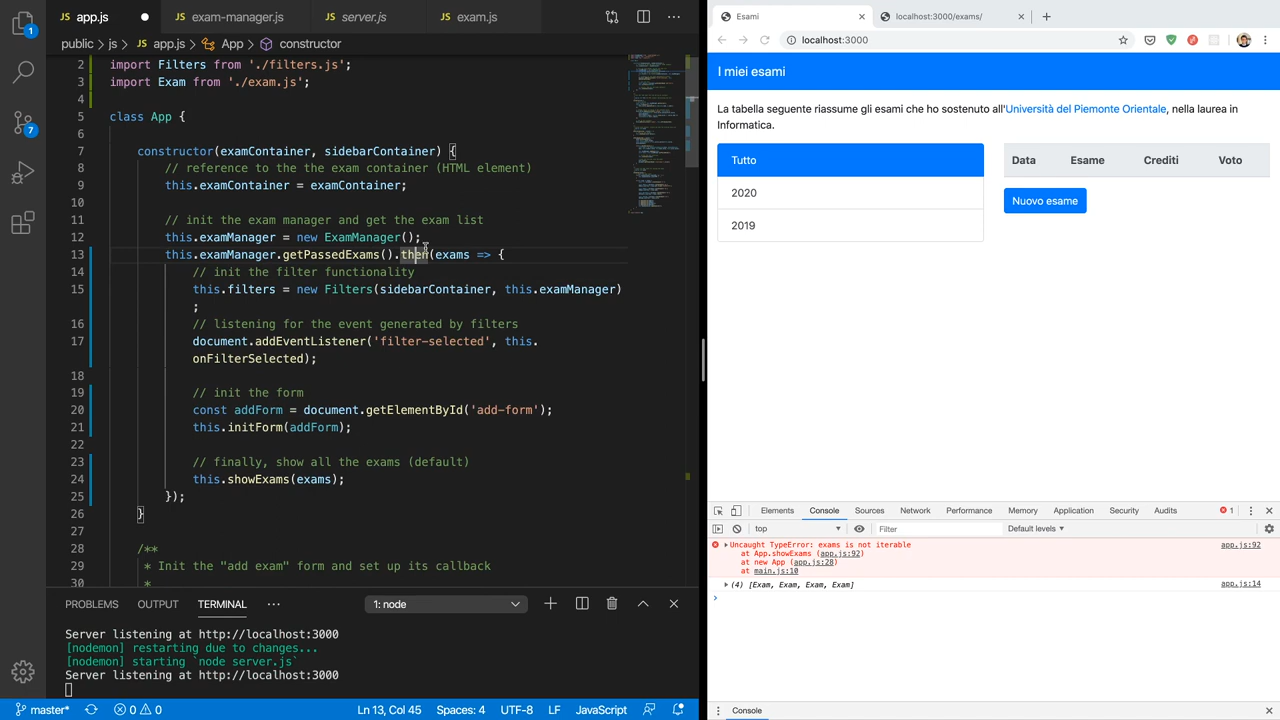 app.js
exam-manager.js
server.js
exam.js
public > js > JS app.js > App > constructor
2 import Filters from './filters.js';
3 import Exam from './exam.js';
4
5 class App {
6
7 constructor(examContainer, sidebarContainer) {
8 // reference to the the exam container (HTML element)
9 this.examContainer = examContainer;
10
11 // init the exam manager and get the exam list
12 this.examManager = new ExamManager();
13 this.examManager.getPassedExams().then(exams => {
14 // init the filter functionality
15 this.filters = new Filters(sidebarContainer, this.examManager)
;
16 // listening for the event generated by filters
17 document.addEventListener('filter-selected', this.
onFilterSelected);
18
19 // init the form
20 const addForm = document.getElementById('add-form');
21 this.initForm(addForm);
22
23 // finally, show all the exams (default)
24 this.showExams(exams);
25 });
26 }
27
28 /**
29 * Init the "add exam" form and set up its callback
30 *
PROBLEMS OUTPUT TERMINAL ··· 1: node
Server listening at http://localhost:3000
[nodemon] restarting due to changes...
[nodemon] starting `node server.js`
Server listening at http://localhost:3000
1
7
master* 0 0 Ln 13, Col 45 Spaces: 4 UTF-8 LF JavaScript
Esami
localhost:3000/exams/
localhost:3000
I miei esami
La tabella seguente riassume gli esami che ho sostenuto all'Università del Piemonte Orientale, nella laurea in
Informatica.
Tutto
2020
2019
Data Esame Crediti Voto
Nuovo esame
Elements Console Sources Network Performance Memory Application Security Audits 1
top Filter Default levels
Uncaught TypeError: exams is not iterable app.js:92
at App.showExams (app.js:92)
at new App (app.js:28)
at main.js:10
(4) [Exam, Exam, Exam, Exam] app.js:14
Console